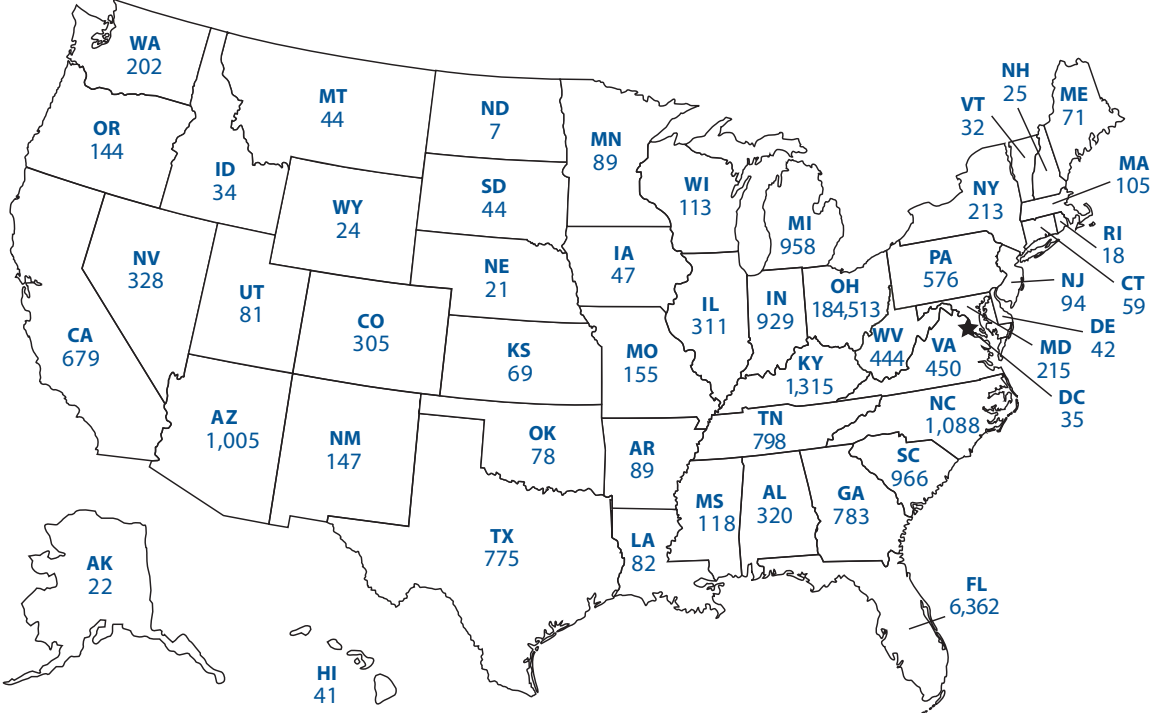 WA
202
OR
144
CA
679
ID
34
NV
328
MT
44
WY
24
UT
81
AZ
1,005
CO
305
NM
147
ND
7
SD
44
NE
21
KS
69
OK
78
TX
775
MN
89
IA
47
MO
155
AR
89
LA
82
WI
113
IL
311
MI
958
IN
929
OH
184,513
KY
1,315
TN
798
MS
118
AL
320
GA
783
FL
6,362
SC
966
NC
1,088
VA
450
WV
444
PA
576
NY
213
VT
32
NH
25
ME
71
MA
105
RI
18
CT
59
NJ
94
DE
42
MD
215
DC
35
AK
22
HI
41